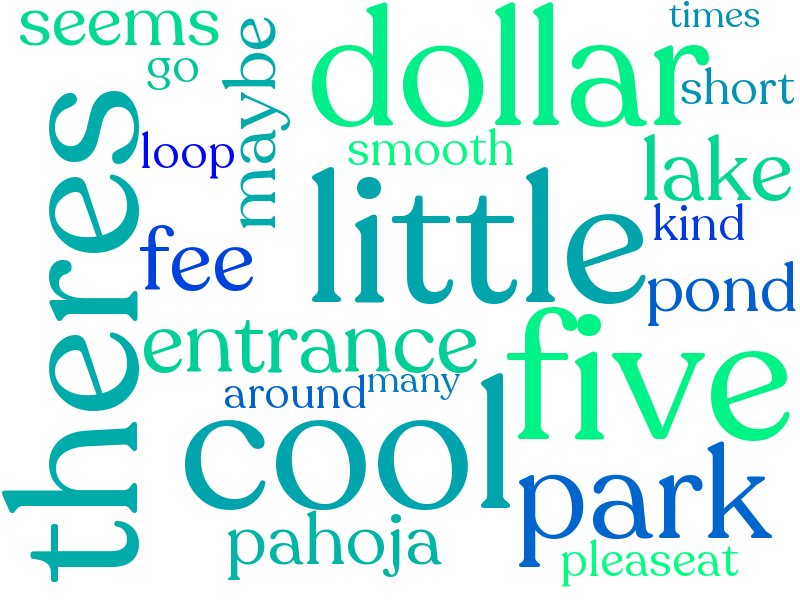 seems
times
dollar
go
maybe
short
theres
loop
smooth
lake
little
kind
fee
pond
entrance
five
around
many
cool
park
pahoja
pleaseat